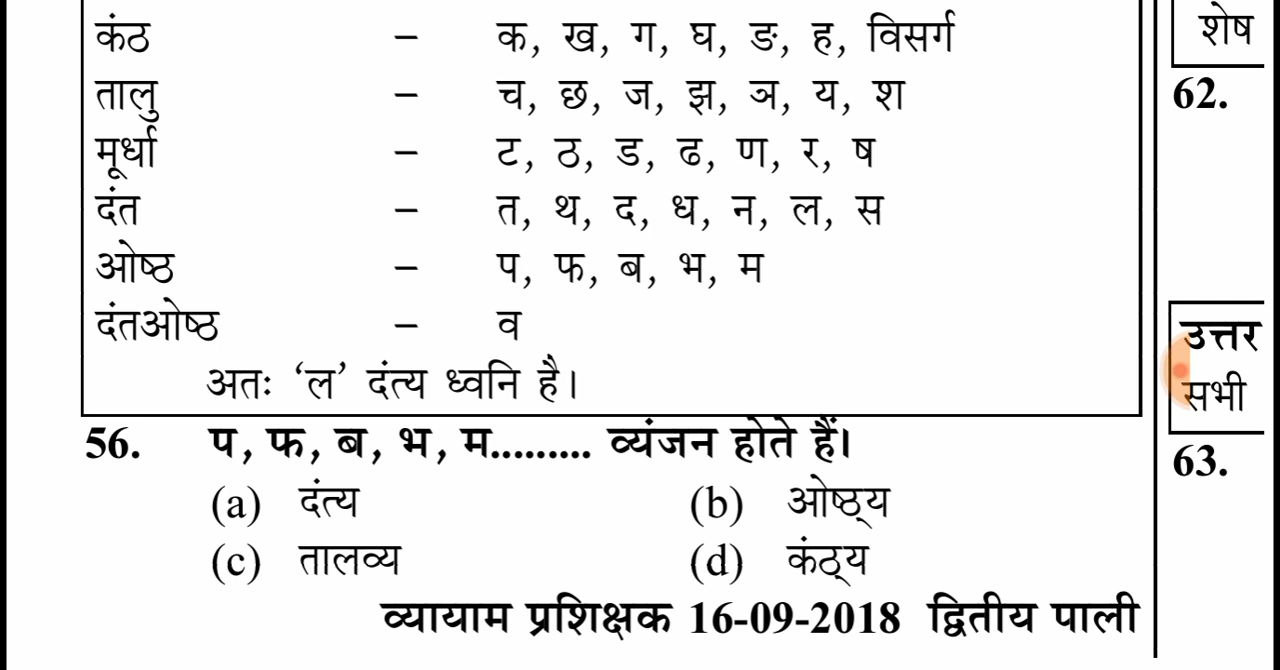 कंठ – क, ख, ग, घ, ङ, ह, विसर्ग
तालु – च, छ, ज, झ, ञ, य, श
मूर्धा – ट, ठ, ड, ढ, ण, र, ष
दंत – त, थ, द, ध, न, ल, स
ओष्ठ – प, फ, ब, भ, म
दंतओष्ठ – व
अतः ‘ल’ दंत्य ध्वनि है।
56. प, फ, ब, भ, म......... व्यंजन होते हैं।
(a) दंत्य (b) ओष्ठ्य
(c) तालव्य (d) कंठ्य
व्यायाम प्रशिक्षक 16-09-2018 द्वितीय पाली
शेष
62.
उत्तर
सभी
63.